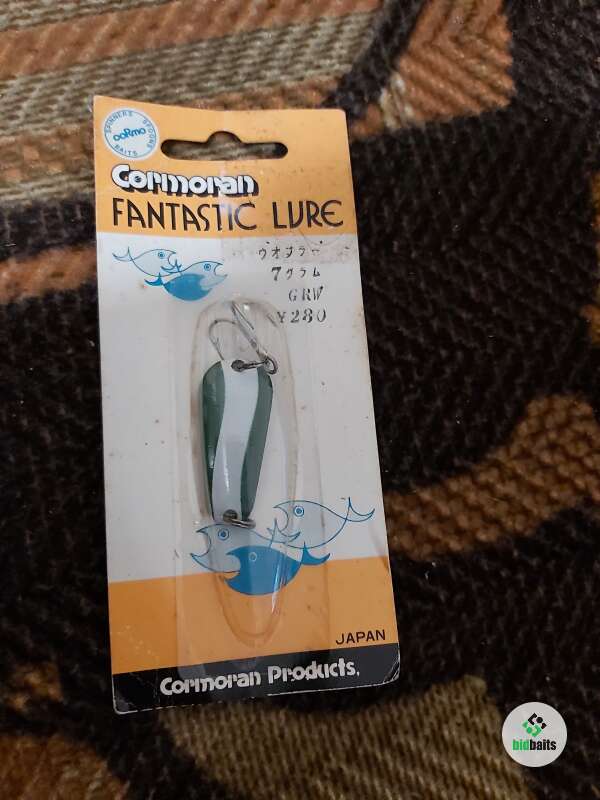 SPINNERS SPOONS
CORMO
BAITS
Cormoran
FANTASTIC LURE
ウオブラー
7グラム
GRW
¥280
JAPAN
Cormoran Products.
bidbaits